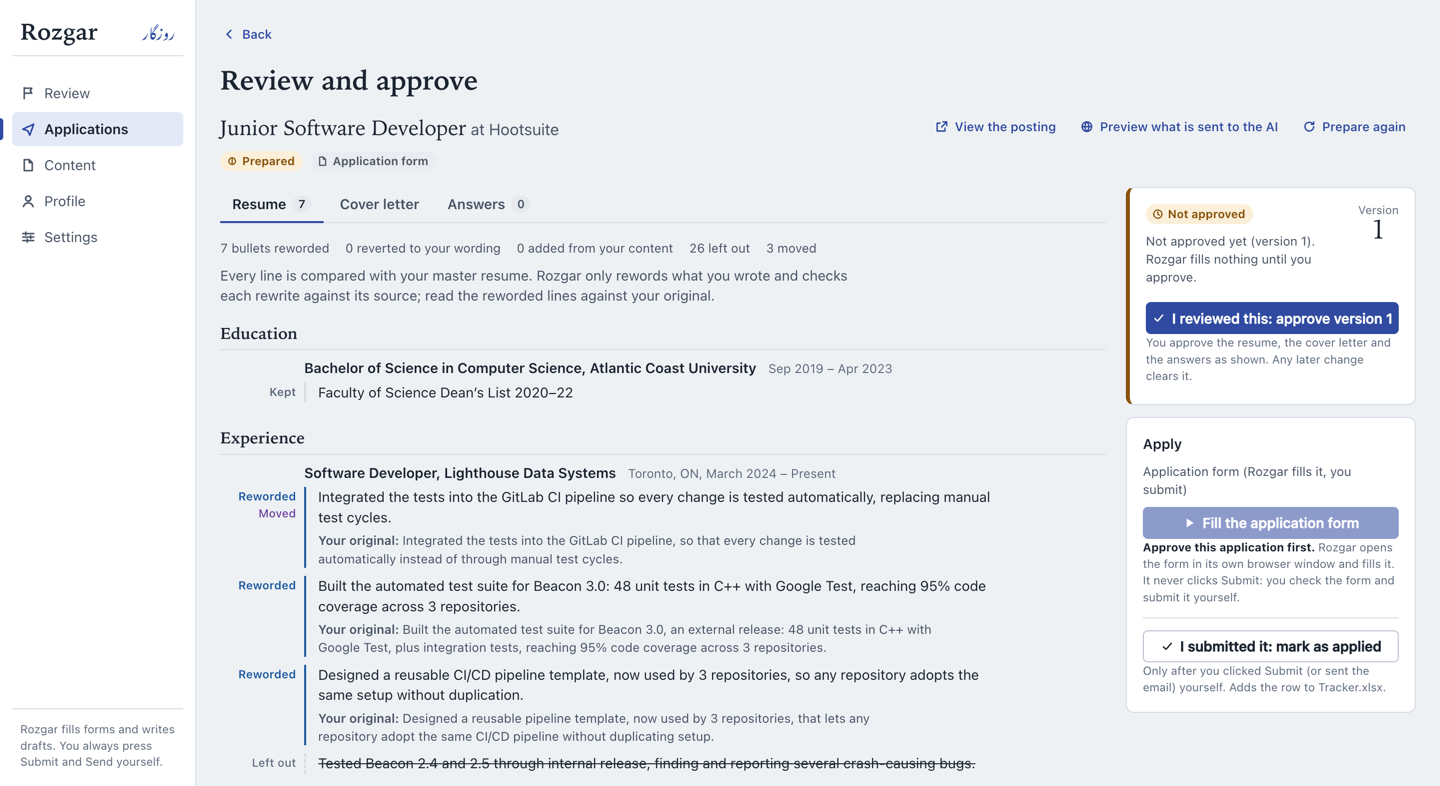 Rozgar روزگار
Review
Applications
Content
Profile
Settings
Rozgar fills forms and writes
drafts. You always press
Submit and Send yourself.
Back
Review and approve
Junior Software Developer at Hootsuite
View the posting
Preview what is sent to the AI
Prepare again
Prepared
Application form
Resume 7
Cover letter
Answers 0
7 bullets reworded 0 reverted to your wording 0 added from your content 26 left out 3 moved
Every line is compared with your master resume. Rozgar only rewords what you wrote and checks
each rewrite against its source; read the reworded lines against your original.
Education
Bachelor of Science in Computer Science, Atlantic Coast University Sep 2019 – Apr 2023
Kept Faculty of Science Dean’s List 2020–22
Experience
Software Developer, Lighthouse Data Systems Toronto, ON, March 2024 – Present
Reworded Integrated the tests into the GitLab CI pipeline so every change is tested automatically, replacing manual
Moved test cycles.
Your original: Integrated the tests into the GitLab CI pipeline, so that every change is tested
automatically instead of through manual test cycles.
Reworded Built the automated test suite for Beacon 3.0: 48 unit tests in C++ with Google Test, reaching 95% code
coverage across 3 repositories.
Your original: Built the automated test suite for Beacon 3.0, an external release: 48 unit tests in C++ with
Google Test, plus integration tests, reaching 95% code coverage across 3 repositories.
Reworded Designed a reusable CI/CD pipeline template, now used by 3 repositories, so any repository adopts the
same setup without duplication.
Your original: Designed a reusable pipeline template, now used by 3 repositories, that lets any
repository adopt the same CI/CD pipeline without duplicating setup.
Left out Tested Beacon 2.4 and 2.5 through internal release, finding and reporting several crash-causing bugs.
Not approved
Version
1
Not approved yet (version 1).
Rozgar fills nothing until you
approve.
I reviewed this: approve version 1
You approve the resume, the cover letter and
the answers as shown. Any later change
clears it.
Apply
Application form (Rozgar fills it, you
submit)
Fill the application form
Approve this application first. Rozgar opens
the form in its own browser window and fills it.
It never clicks Submit: you check the form and
submit it yourself.
I submitted it: mark as applied
Only after you clicked Submit (or sent the
email) yourself. Adds the row to Tracker.xlsx.